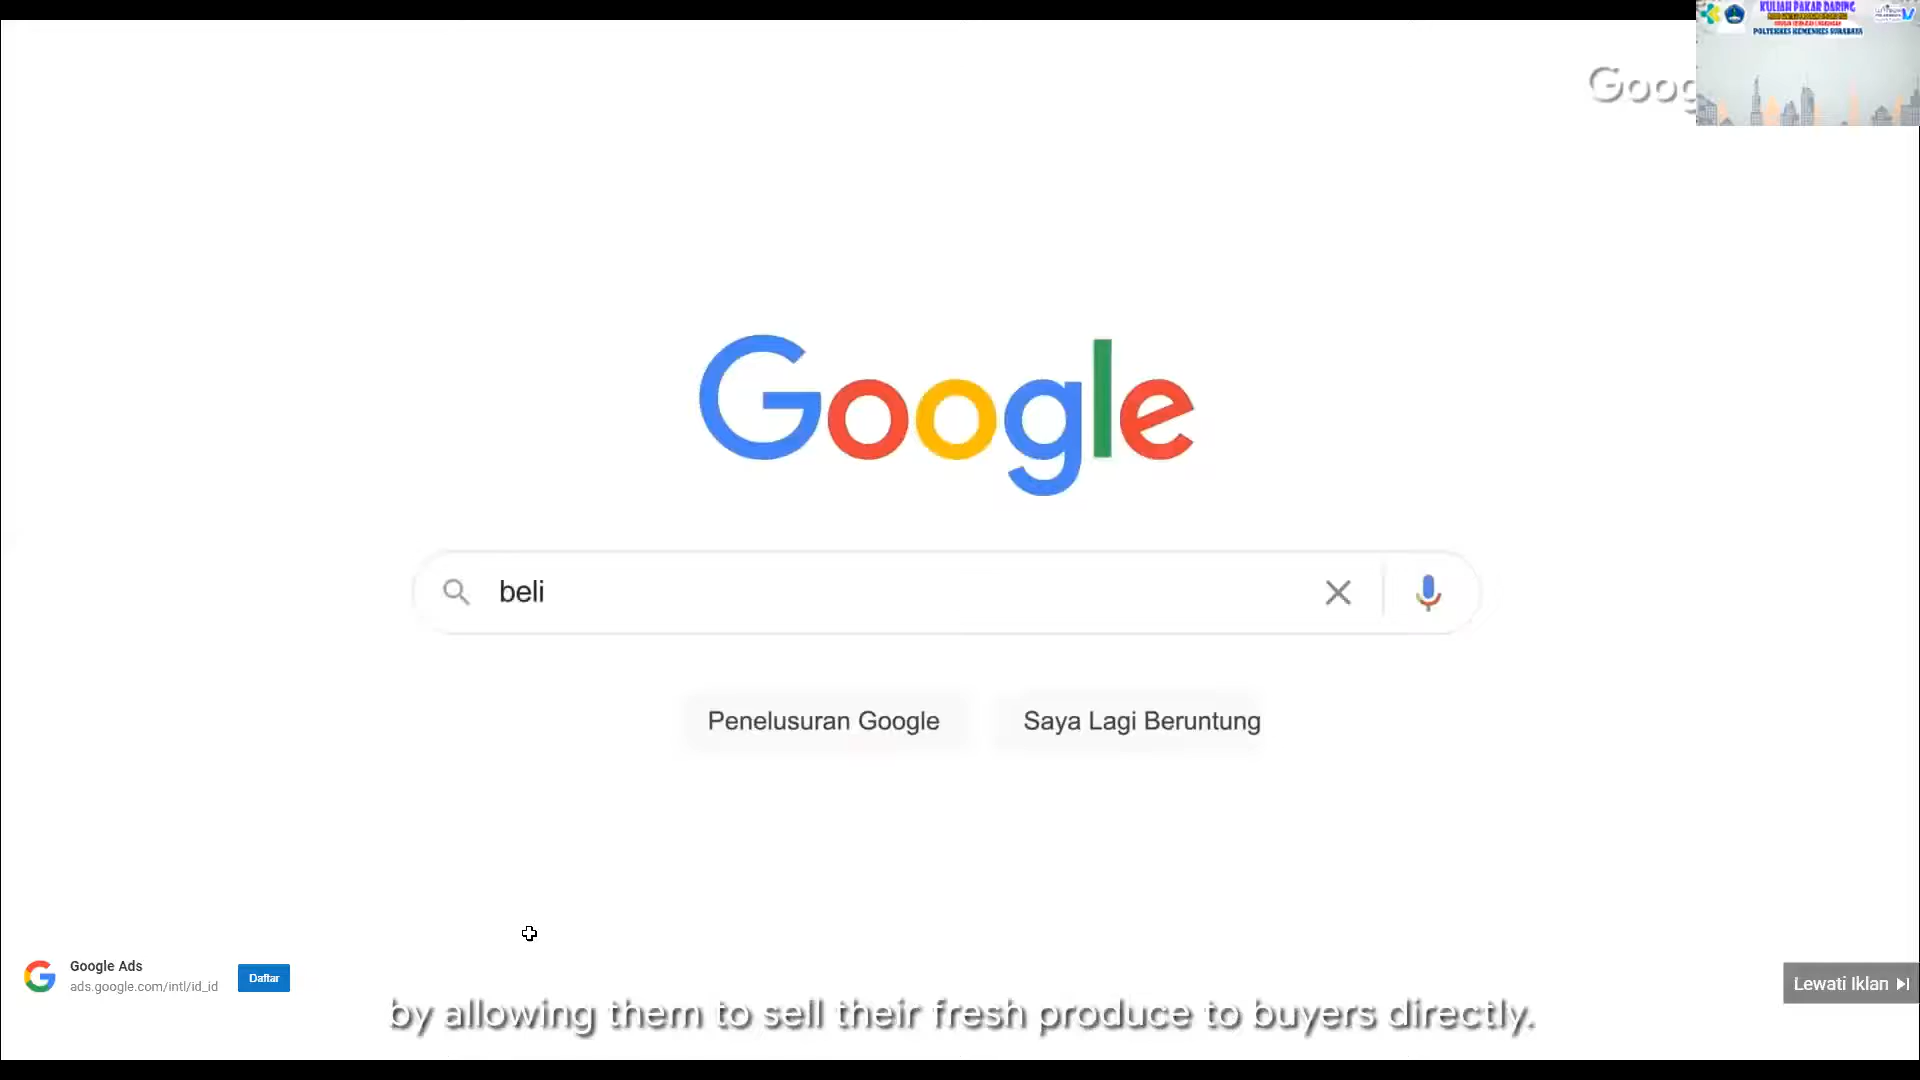 KULIAH PAKAR DARING
POLTEKKES KEMENKES SURABAYA
Goog
Google
beli
Penelusuran Google
Saya Lagi Beruntung
Google Ads
ads.google.com/intl/id_id
Daftar
Lewati Iklan
by allowing them to sell their fresh produce to buyers directly.